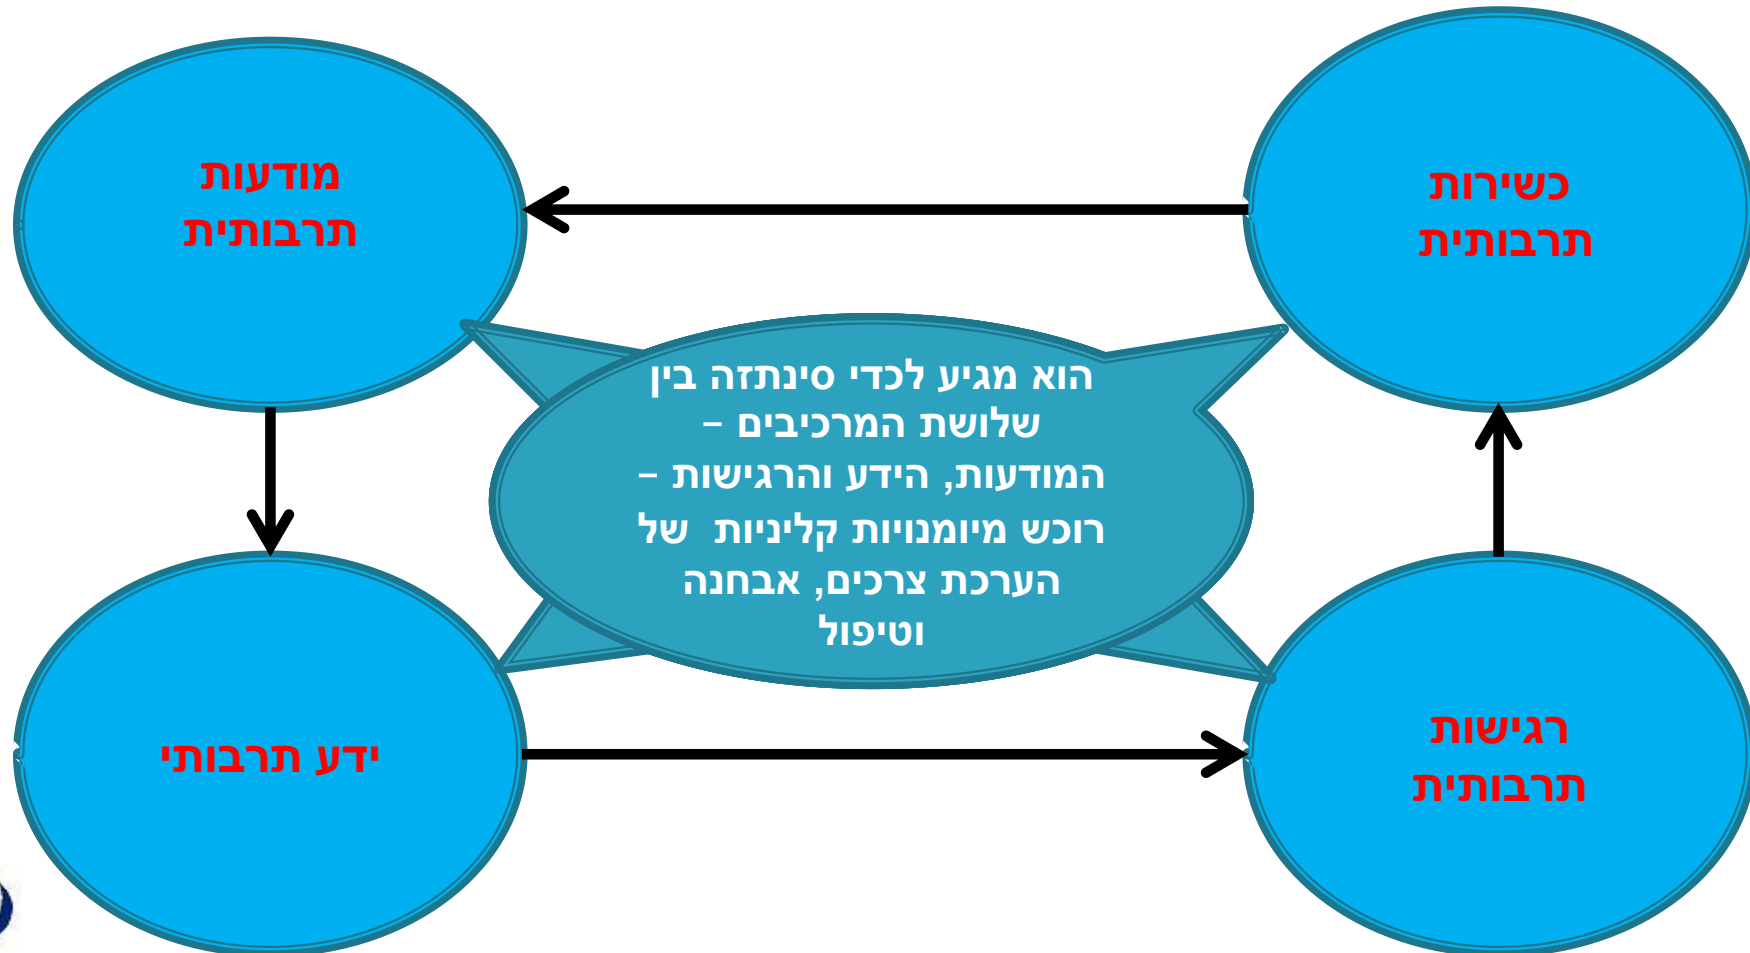 כשירות
תרבותית
מודעות
תרבותית
הוא מגיע לכדי סינתזה בין
שלושת המרכיבים –
המודעות, הידע והרגישות –
רוכש מיומנויות קליניות של
הערכת צרכים, אבחנה
וטיפול
רגישות
תרבותית
ידע תרבותי